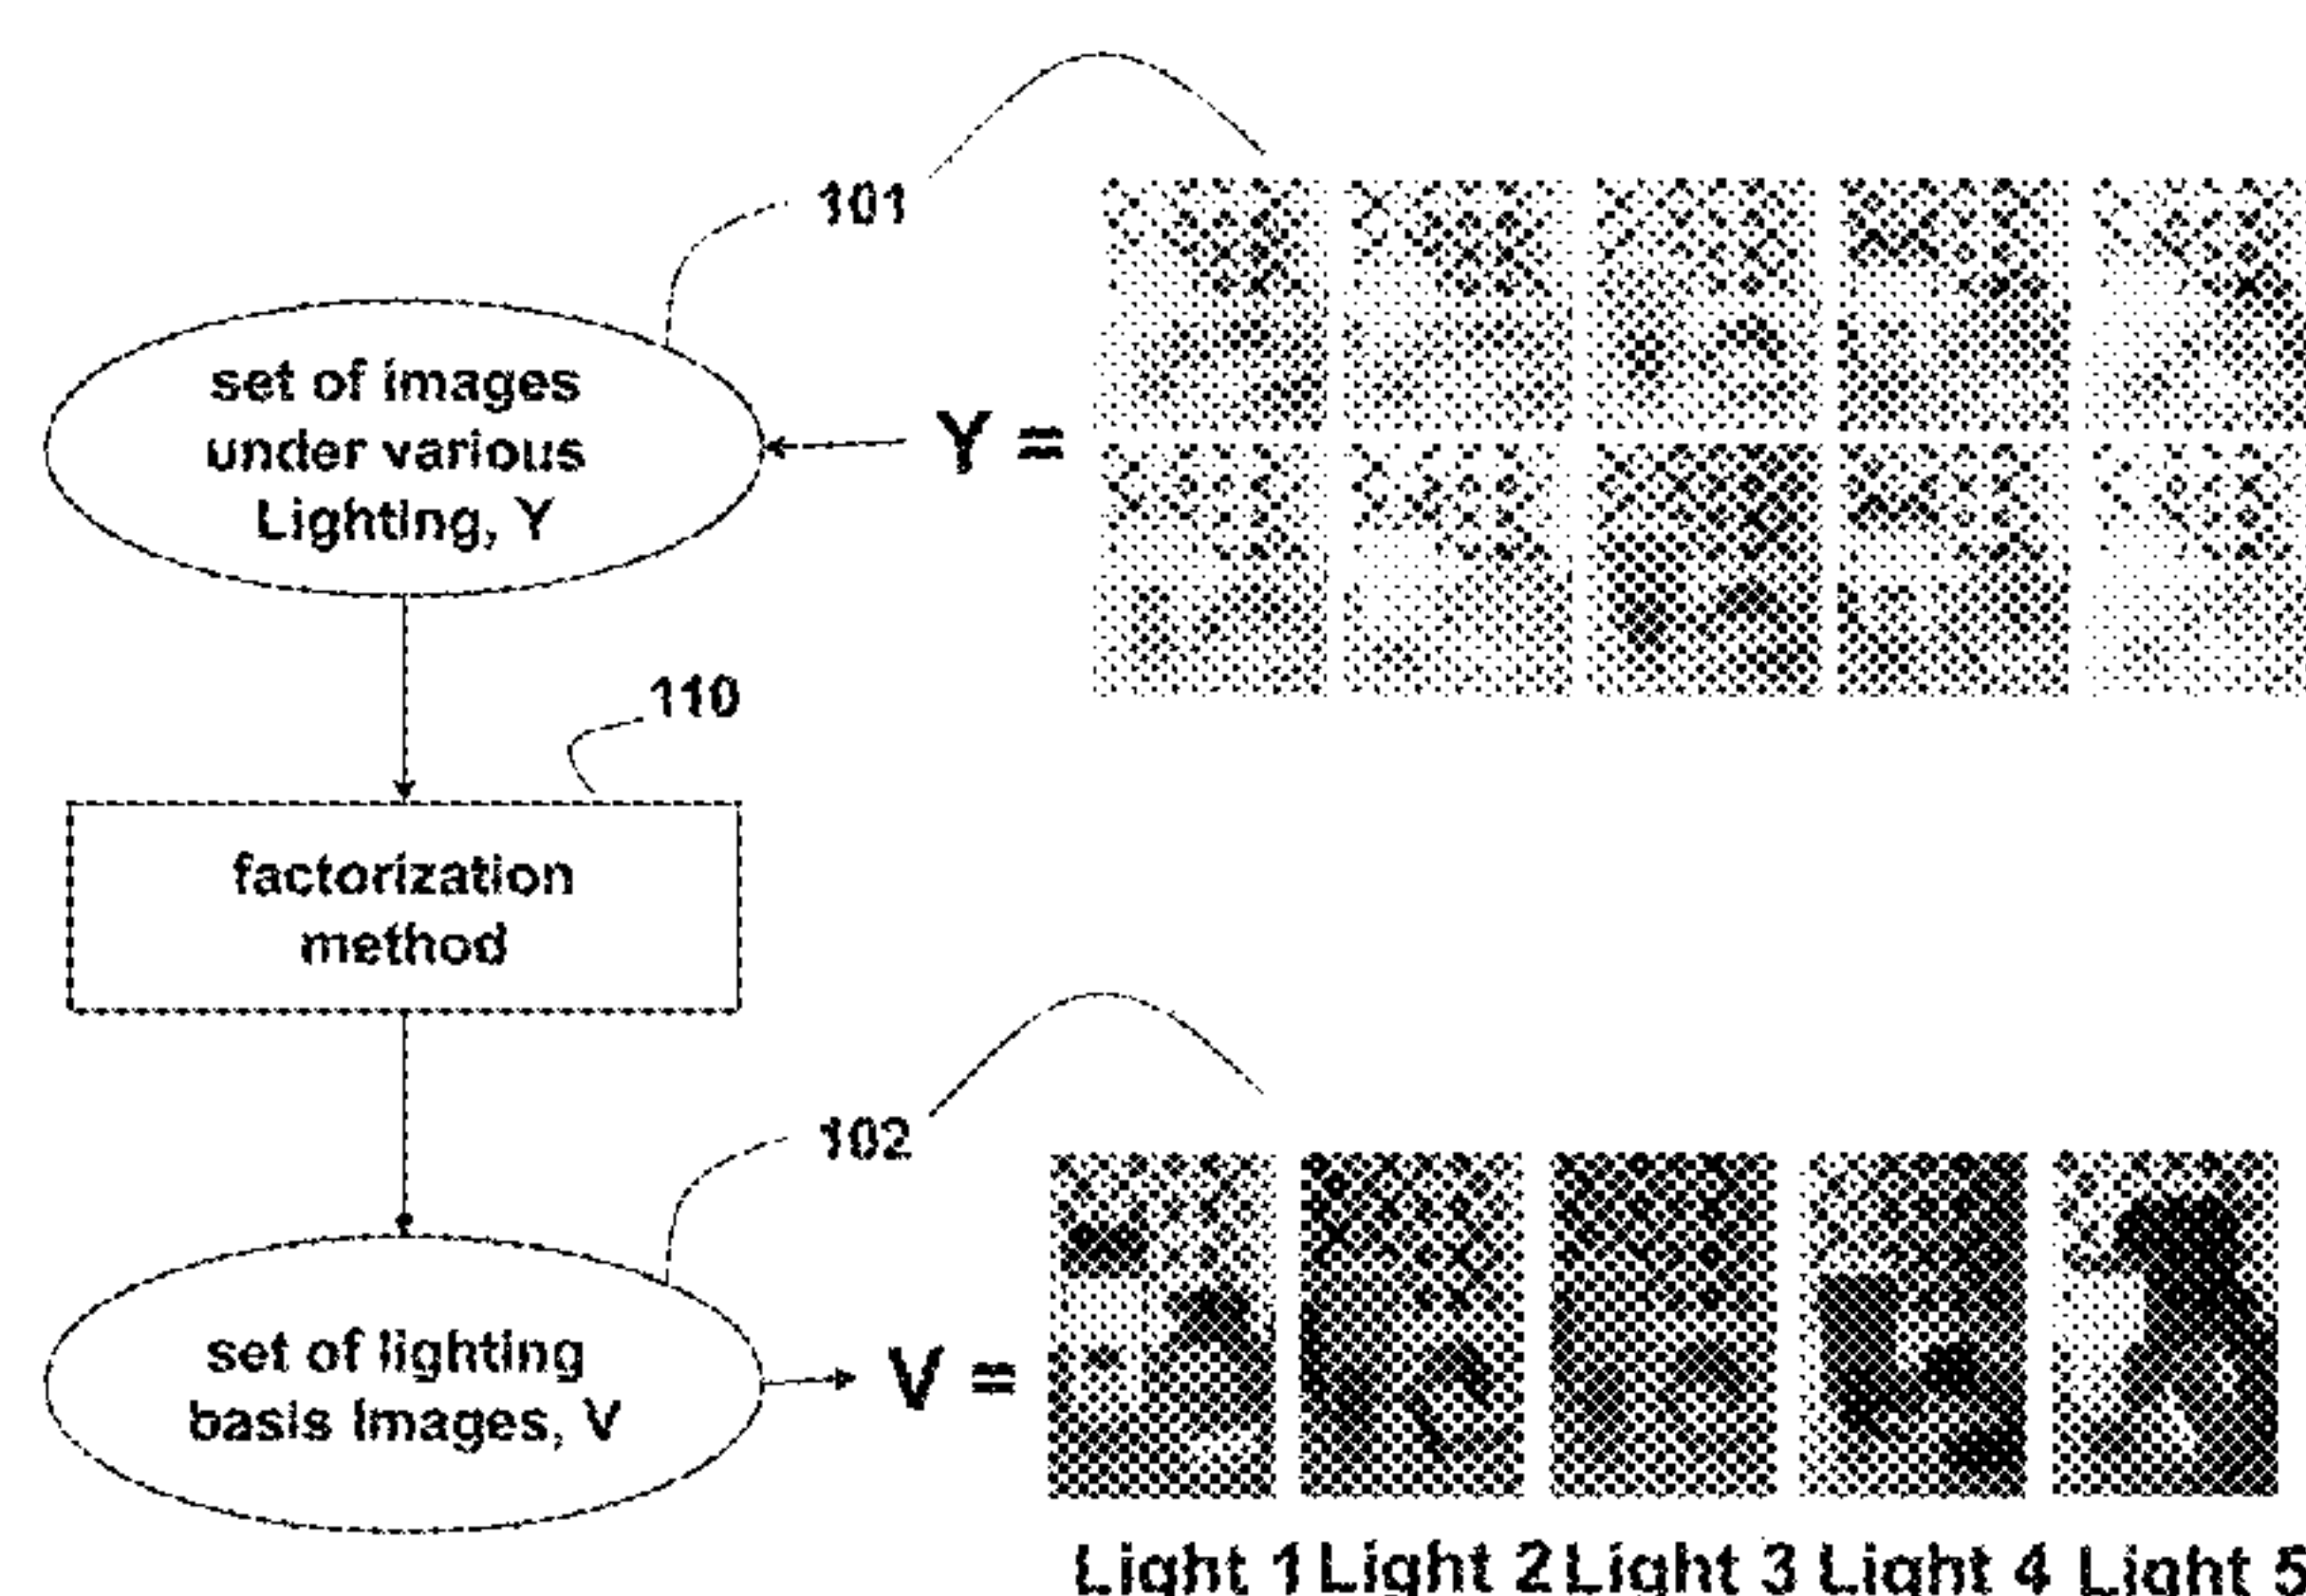 101
set of images
under various
Lighting, Y
Y =
110
factorization
method
102
set of lighting
basis Images, V
V =
Light 1 Light 2 Light 3 Light 4 Light 5